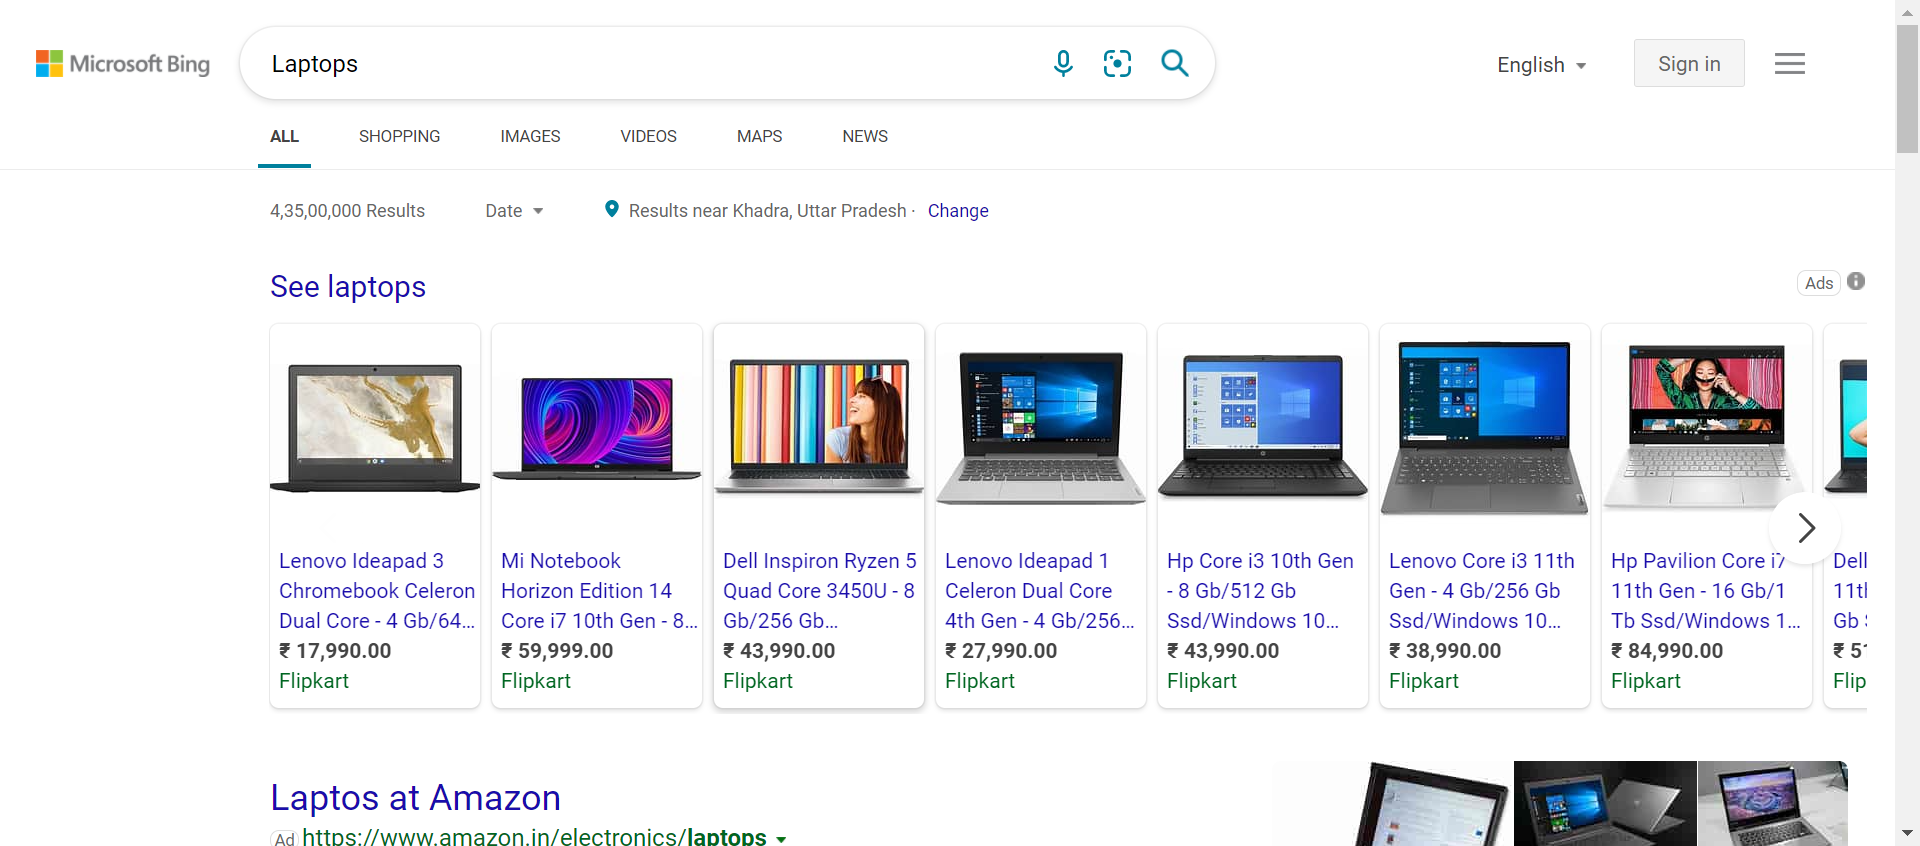 Microsoft Bing
Laptops
English
Sign in
ALL
SHOPPING
IMAGES
VIDEOS
MAPS
NEWS
4,35,00,000 Results
Date
Results near Khadra, Uttar Pradesh · Change
See laptops
Ads
Lenovo Ideapad 3
Chromebook Celeron
Dual Core - 4 Gb/64...
₹ 17,990.00
Flipkart
Mi Notebook
Horizon Edition 14
Core i7 10th Gen - 8...
₹ 59,999.00
Flipkart
Dell Inspiron Ryzen 5
Quad Core 3450U - 8
Gb/256 Gb...
₹ 43,990.00
Flipkart
Lenovo Ideapad 1
Celeron Dual Core
4th Gen - 4 Gb/256...
₹ 27,990.00
Flipkart
Hp Core i3 10th Gen
- 8 Gb/512 Gb
Ssd/Windows 10...
₹ 43,990.00
Flipkart
Lenovo Core i3 11th
Gen - 4 Gb/256 Gb
Ssd/Windows 10...
₹ 38,990.00
Flipkart
Hp Pavilion Core i7
11th Gen - 16 Gb/1
Tb Ssd/Windows 1...
₹ 84,990.00
Flipkart
Dell
11th
Gb
₹ 51
Flip
Laptos at Amazon
Ad https://www.amazon.in/electronics/laptops